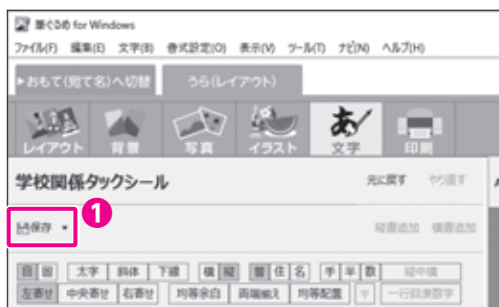 筆ぐるめ for Windows
ファイル(F) 編集(E) 文字(B) 書式設定(O) 表示(V) ツール(T) ナビ(N) ヘルプ(H)
▸おもて(宛て名)へ切替 うら(レイアウト)
レイアウト 背景 写真 イラスト 文字 印刷
学校関係タックシール 元に戻す やり直す
保存 1 縦書追加 横書追加
太字 斜体 下線 横 縦 住 名 手 半 数 縦中横
左寄せ 中央寄せ 右寄せ 均等余白 両端揃え 均等配置 一行目漢数字